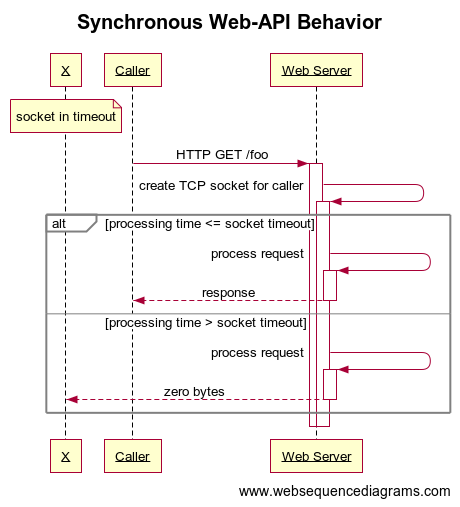 Synchronous Web-API Behavior
X
Caller
Web Server
socket in timeout
HTTP GET /foo
create TCP socket for caller
alt
[processing time <= socket timeout]
process request
response
[processing time > socket timeout]
process request
zero bytes
X
Caller
Web Server
www.websequencediagrams.com